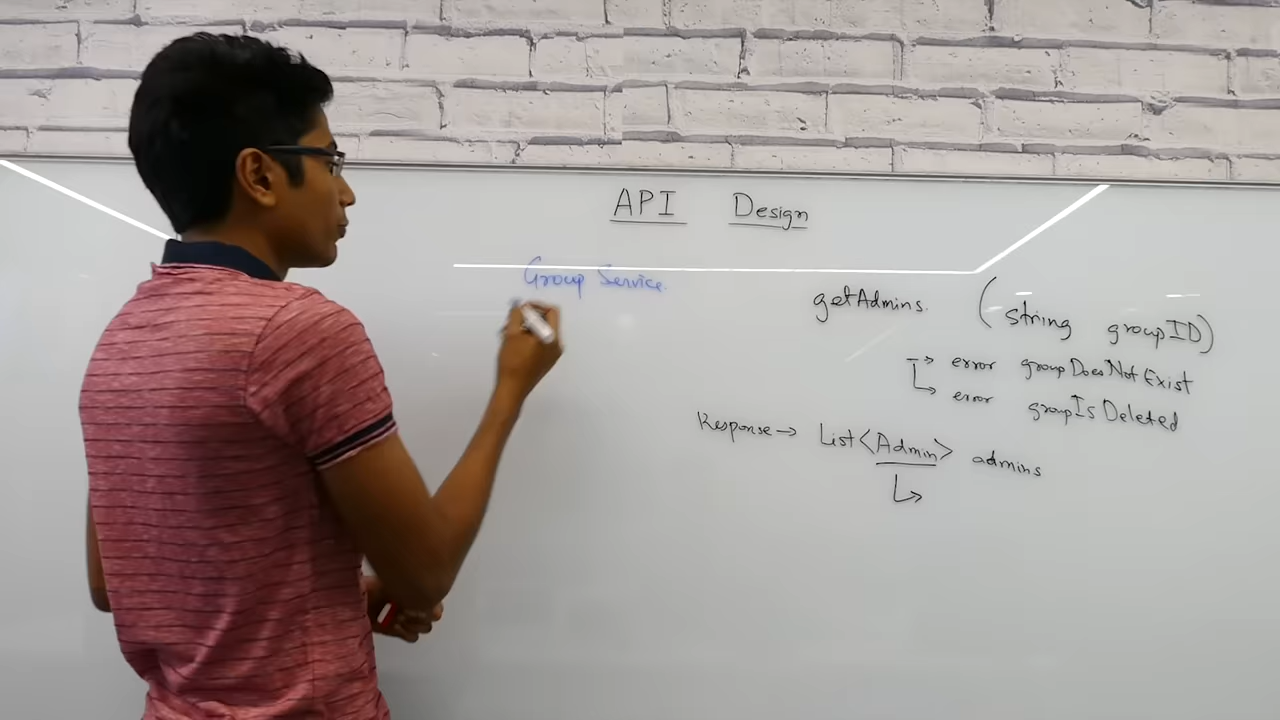 API Design
Group Service.
getAdmins. (string groupID)
→ error groupDoesNotExist
→ error groupIsDeleted
Response → List<Admin> admins